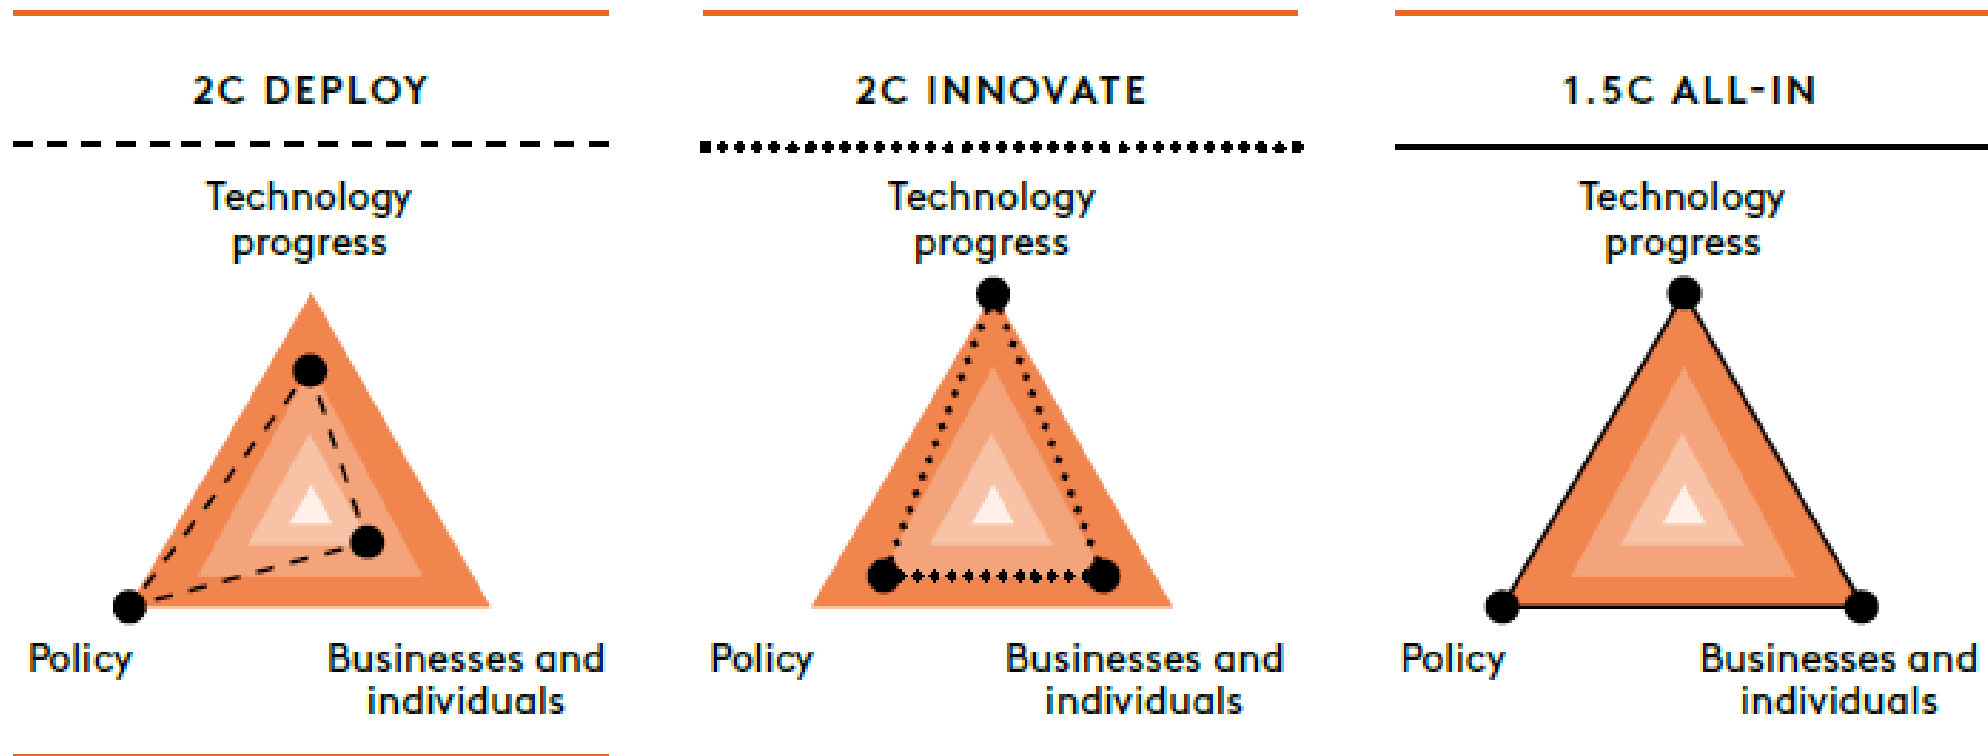 2C DEPLOY
Technology
progress
Policy
Businesses and
individuals
2C INNOVATE
Technology
progress
Policy
Businesses and
individuals
1.5C ALL-IN
Technology
progress
Policy
Businesses and
individuals